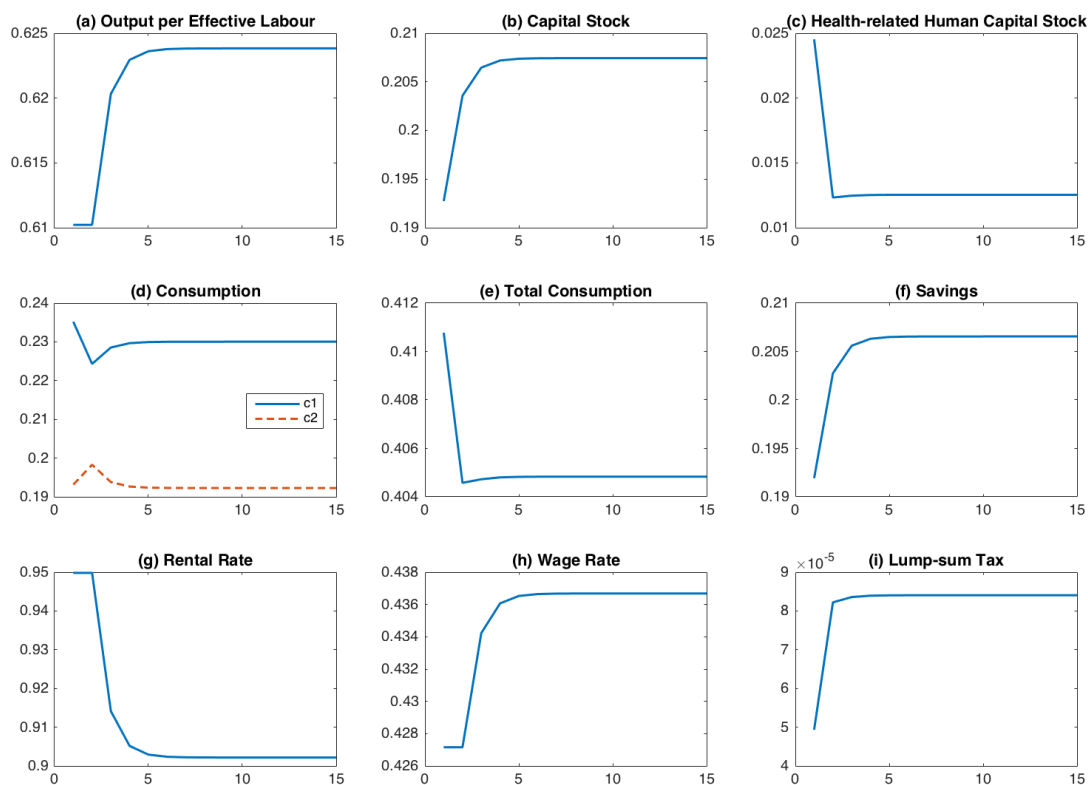 (a) Output per Effective Labour
0.625
0.62
0.615
0.61
0 5 10 15
(b) Capital Stock
0.21
0.205
0.2
0.195
0.19
0 5 10 15
(c) Health-related Human Capital Stock
0.025
0.02
0.015
0.01
0 5 10 15
(d) Consumption
0.24
0.23
0.22
0.21
0.2
0.19
c1
c2
0 5 10 15
(e) Total Consumption
0.412
0.41
0.408
0.406
0.404
0 5 10 15
(f) Savings
0.21
0.205
0.2
0.195
0.19
0 5 10 15
(g) Rental Rate
0.95
0.94
0.93
0.92
0.91
0.9
0 5 10 15
(h) Wage Rate
0.438
0.436
0.434
0.432
0.43
0.428
0.426
0 5 10 15
(i) Lump-sum Tax
×10⁻⁵
9
8
7
6
5
4
0 5 10 15